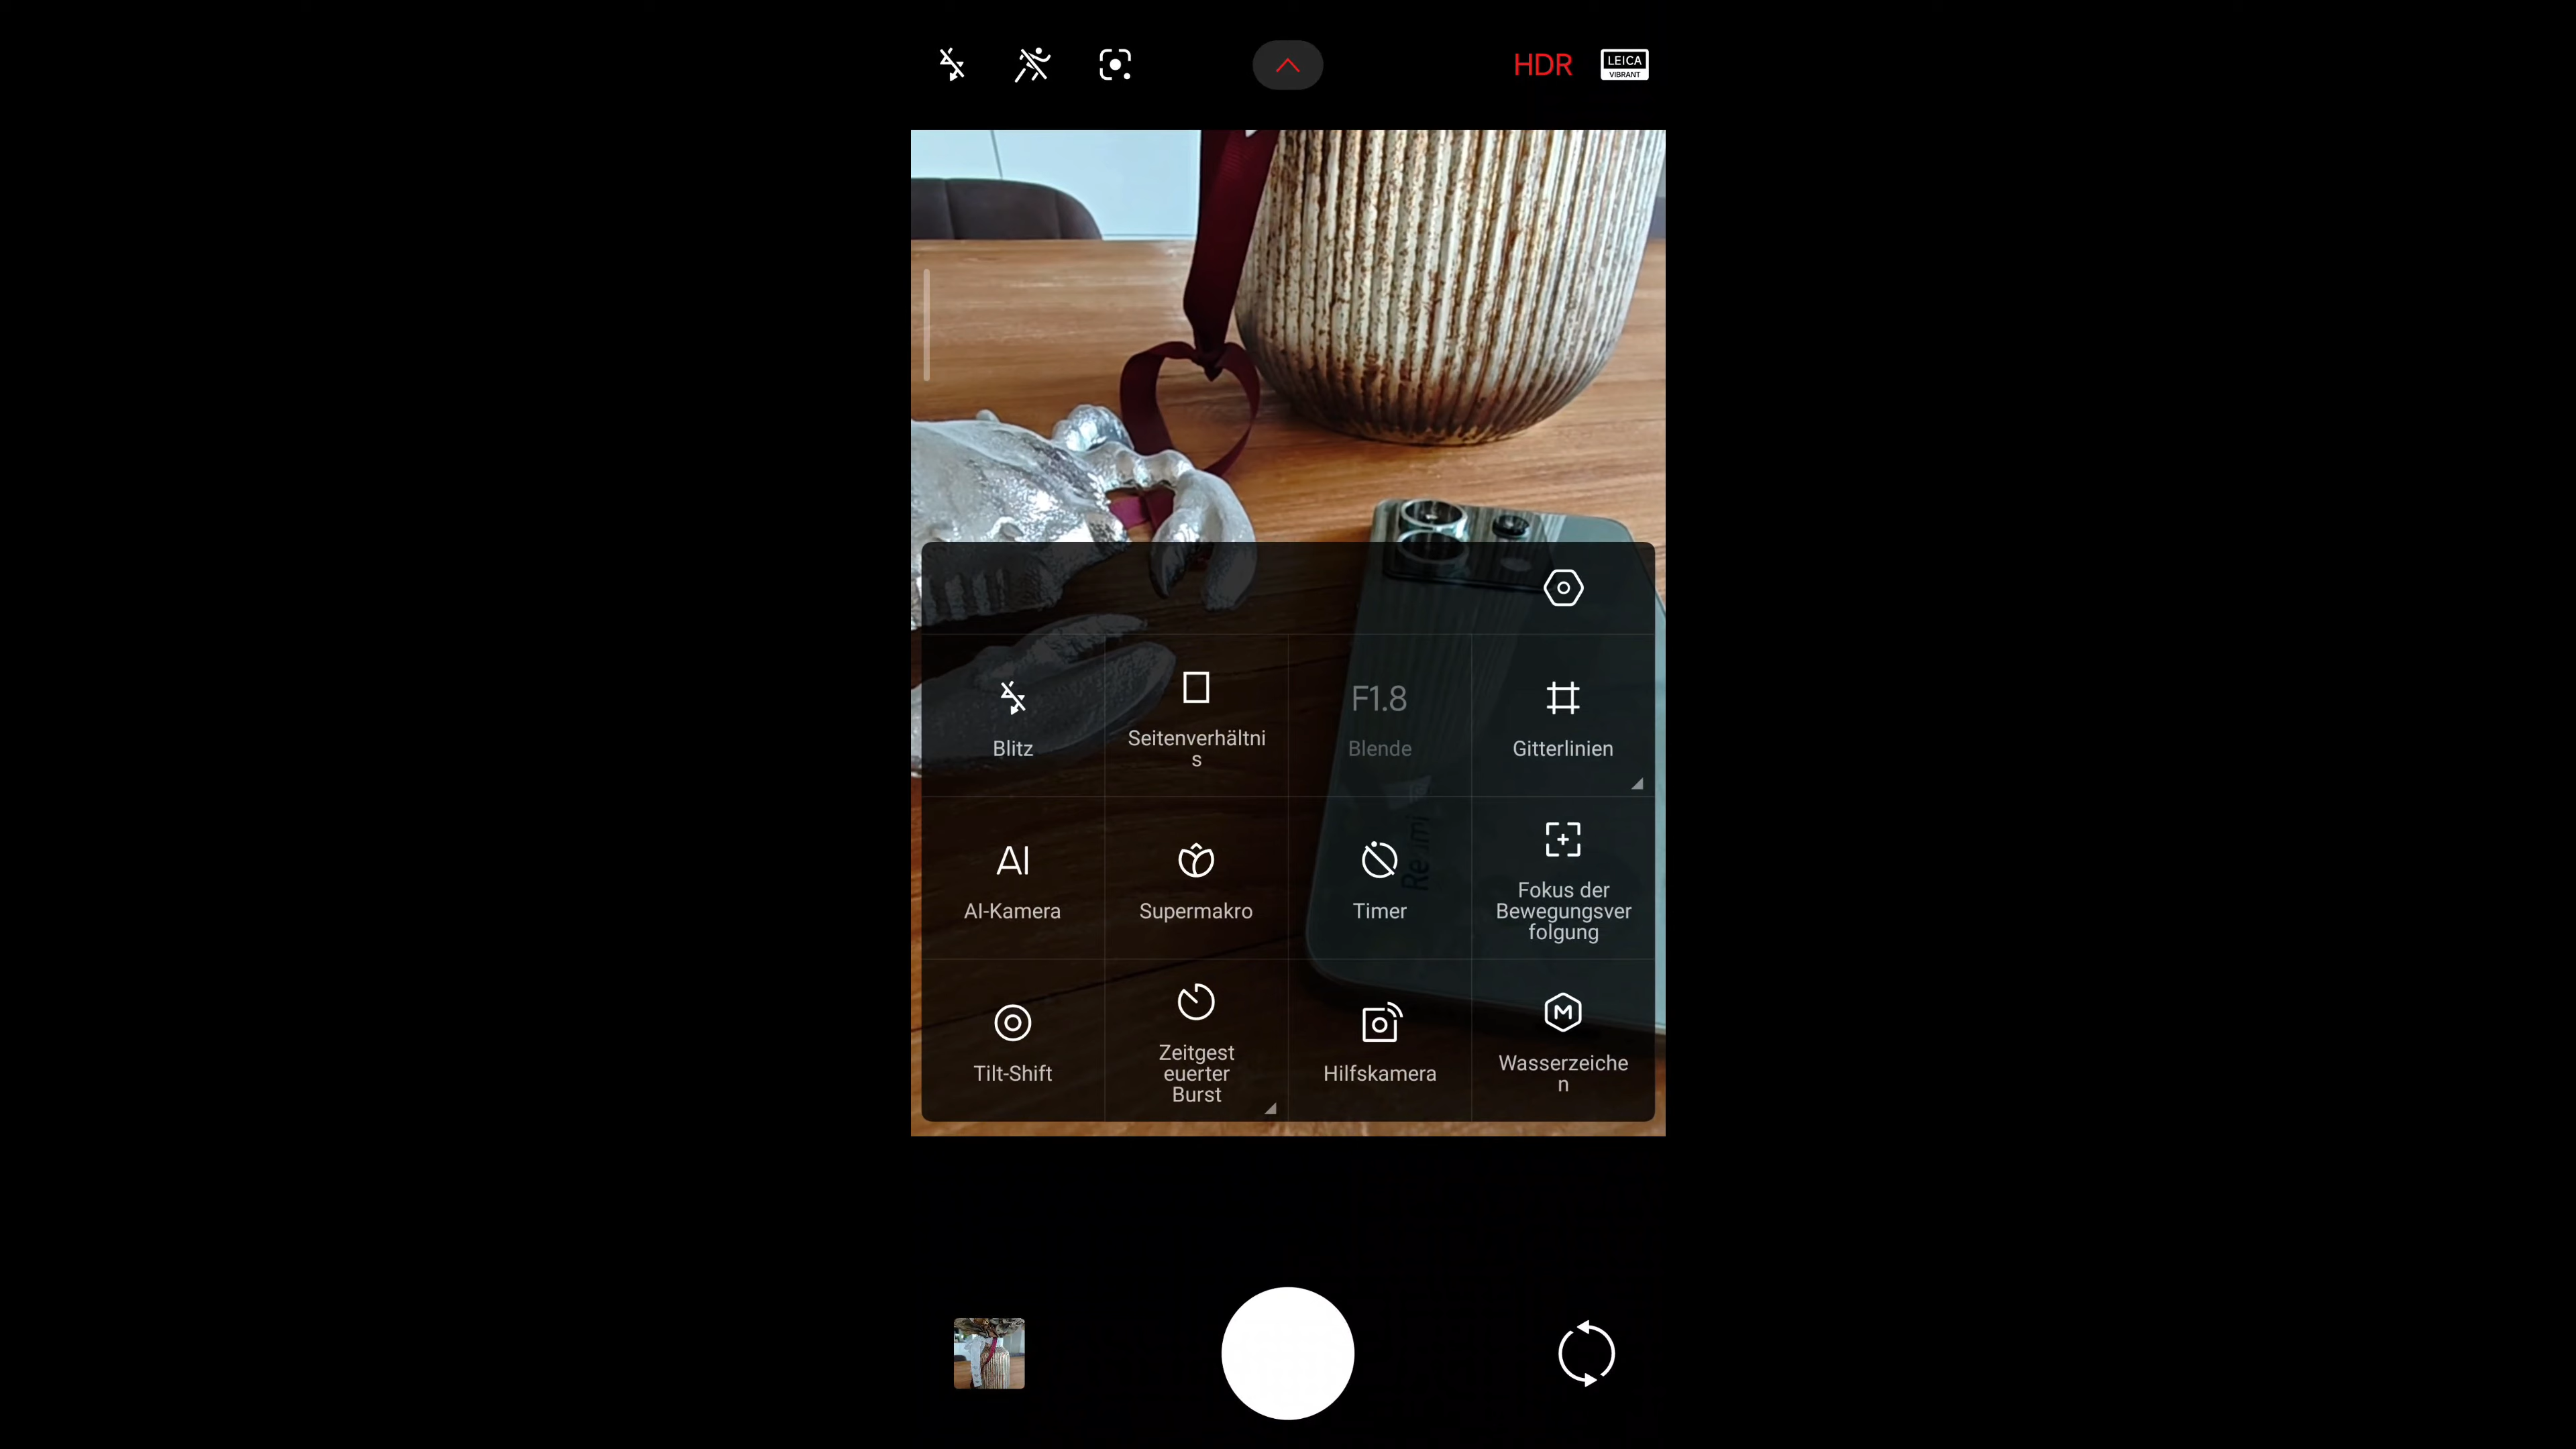 HDR
LEICA
VIBRANT
F1.8
Blitz
Seitenverhältni
s
Blende
Gitterlinien
AI
AI-Kamera
Supermakro
Timer
Fokus der
Bewegungsver
folgung
Tilt-Shift
Zeitgest
euerter
Burst
Hilfskamera
M
Wasserzeiche
n